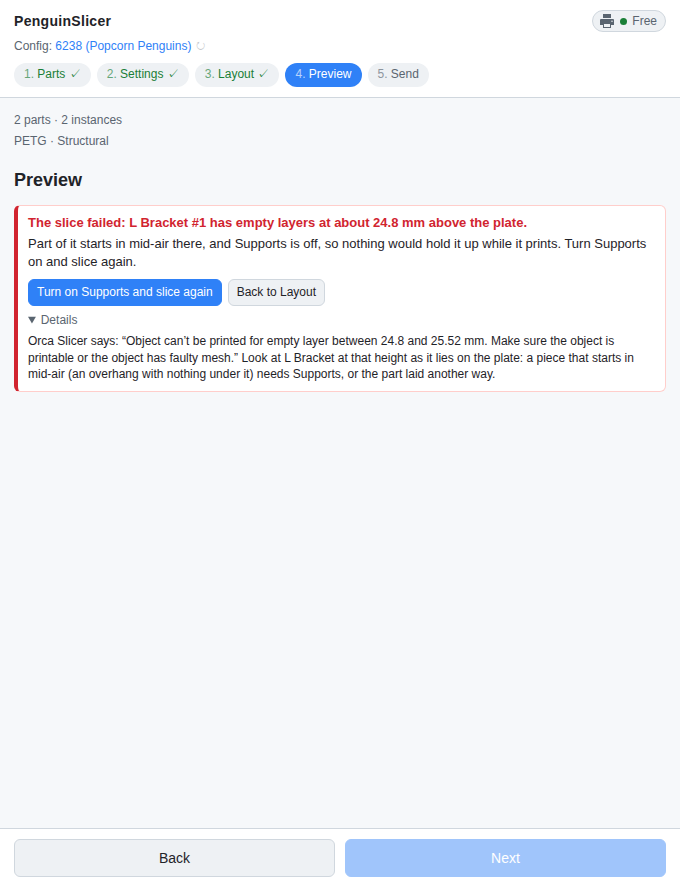 PenguinSlicer
Free
Config: 6238 (Popcorn Penguins)
1. Parts ✓
2. Settings ✓
3. Layout ✓
4. Preview
5. Send
2 parts · 2 instances
PETG · Structural
Preview
The slice failed: L Bracket #1 has empty layers at about 24.8 mm above the plate.
Part of it starts in mid-air there, and Supports is off, so nothing would hold it up while it prints. Turn Supports
on and slice again.
Turn on Supports and slice again
Back to Layout
▼ Details
Orca Slicer says: “Object can’t be printed for empty layer between 24.8 and 25.52 mm. Make sure the object is
printable or the object has faulty mesh.” Look at L Bracket at that height as it lies on the plate: a piece that starts in
mid-air (an overhang with nothing under it) needs Supports, or the part laid another way.
Back
Next